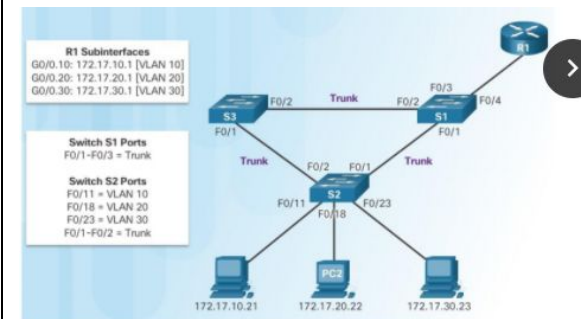 R1 Subinterfaces
G0/0.10: 172.17.10.1 [VLAN 10]
G0/0.20: 172.17.20.1 [VLAN 20]
G0/0.30: 172.17.30.1 [VLAN 30]
R1
F0/3
F0/2
Trunk
F0/2
F0/4
S3
S1
F0/1
F0/1
Switch S1 Ports
F0/1-F0/3 = Trunk
Trunk
Trunk
F0/2
F0/1
Switch S2 Ports
F0/11 = VLAN 10
F0/18 = VLAN 20
F0/23 = VLAN 30
F0/1-F0/2 = Trunk
S2
F0/11
F0/18
F0/23
PC2
172.17.10.21
172.17.20.22
172.17.30.23